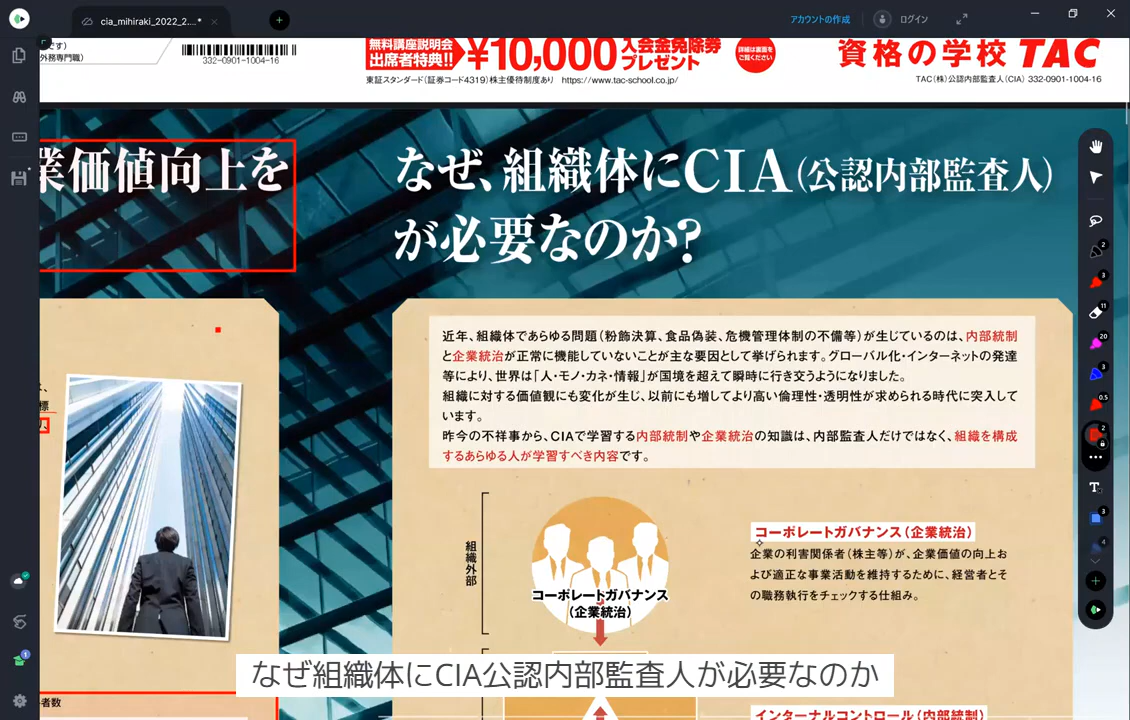 cia_mihiraki_2022_2....*
アカウントの作成
ログイン
です)
外務専門職)
332-0901-1004-16
無料講座説明会
出席者特典!!
¥10,000
入会金免除券
プレゼント
詳細は裏面を
ご覧ください
東証スタンダード(証券コード4319)株主優待制度あり https://www.tac-school.co.jp/
資格の学校 TAC
TAC(株)公認内部監査人(CIA) 332-0901-1004-16
業価値向上を
なぜ、組織体にCIA(公認内部監査人)
が必要なのか?
近年、組織体であらゆる問題(粉飾決算、食品偽装、危機管理体制の不備等)が生じているのは、内部統制
と企業統治が正常に機能していないことが主な要因として挙げられます。グローバル化・インターネットの発達
等により、世界は「人・モノ・カネ・情報」が国境を超えて瞬時に行き交うようになりました。
組織に対する価値観にも変化が生じ、以前にも増してより高い倫理性・透明性が求められる時代に突入して
います。
昨今の不祥事から、CIAで学習する内部統制や企業統治の知識は、内部監査人だけではなく、組織を構成
するあらゆる人が学習すべき内容です。
標
組織外部
コーポレートガバナンス
(企業統治)
コーポレートガバナンス(企業統治)
企業の利害関係者(株主等)が、企業価値の向上お
よび適正な事業活動を維持するために、経営者とそ
の職務執行をチェックする仕組み。
者数
インターナルコントロール(内部統制)
なぜ組織体にCIA公認内部監査人が必要なのか
2
3
11
20
3
0.5
2
T
3
4
1